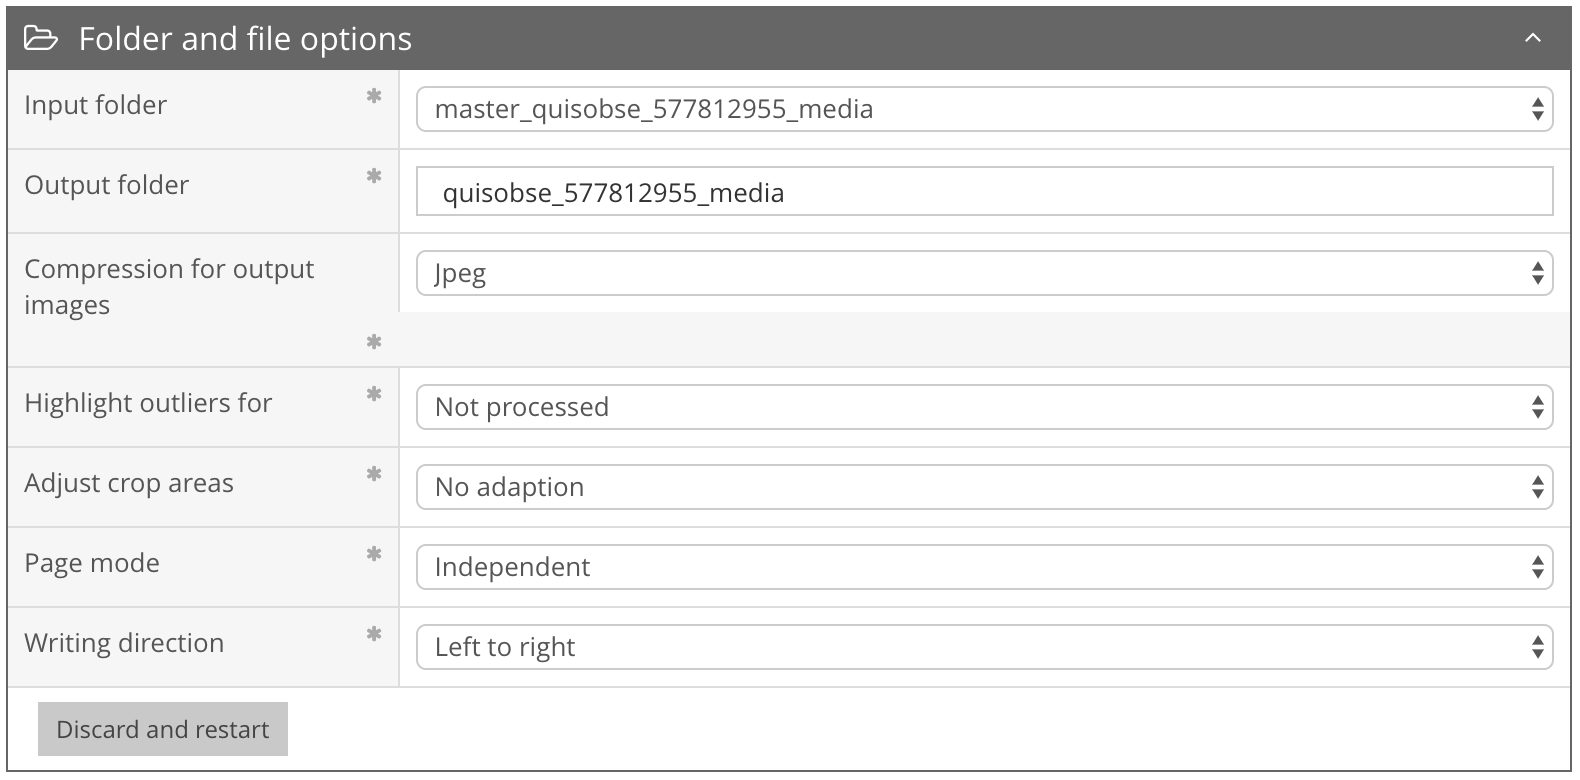 Folder and file options
Input folder *
master_quisobse_577812955_media
Output folder *
quisobse_577812955_media
Compression for output
images
*
Jpeg
Highlight outliers for *
Not processed
Adjust crop areas *
No adaption
Page mode *
Independent
Writing direction *
Left to right
Discard and restart